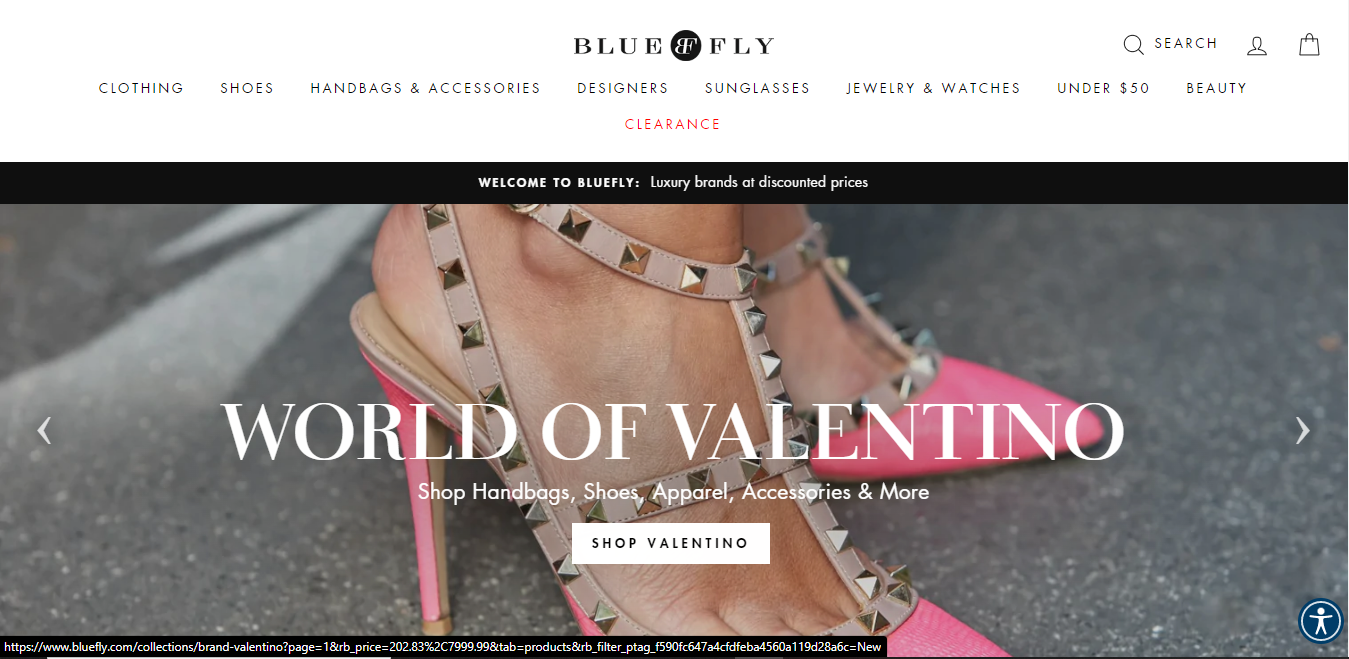 BLUE BF FLY
SEARCH
CLOTHING SHOES HANDBAGS & ACCESSORIES DESIGNERS SUNGLASSES JEWELRY & WATCHES UNDER $50 BEAUTY
CLEARANCE
WELCOME TO BLUEFLY: Luxury brands at discounted prices
WORLD OF VALENTINO
Shop Handbags, Shoes, Apparel, Accessories & More
SHOP VALENTINO
https://www.bluefly.com/collections/brand-valentino?page=1&rb_price=202.83%2C7999.99&tab=products&rb_filter_ptag_f590fc647a4cfdfeba4560a119d28a6c=New